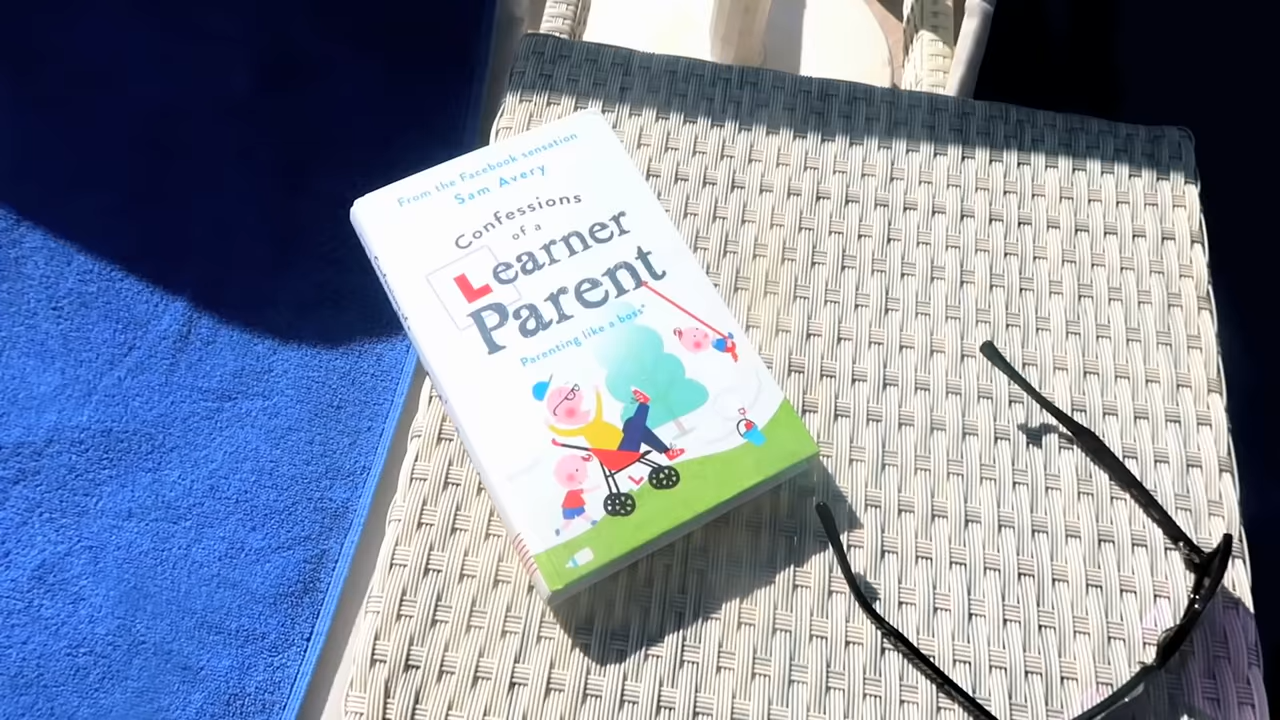 From the Facebook sensation
Sam Avery
Confessions
of a
Learner
Parent
Parenting like a boss*
L